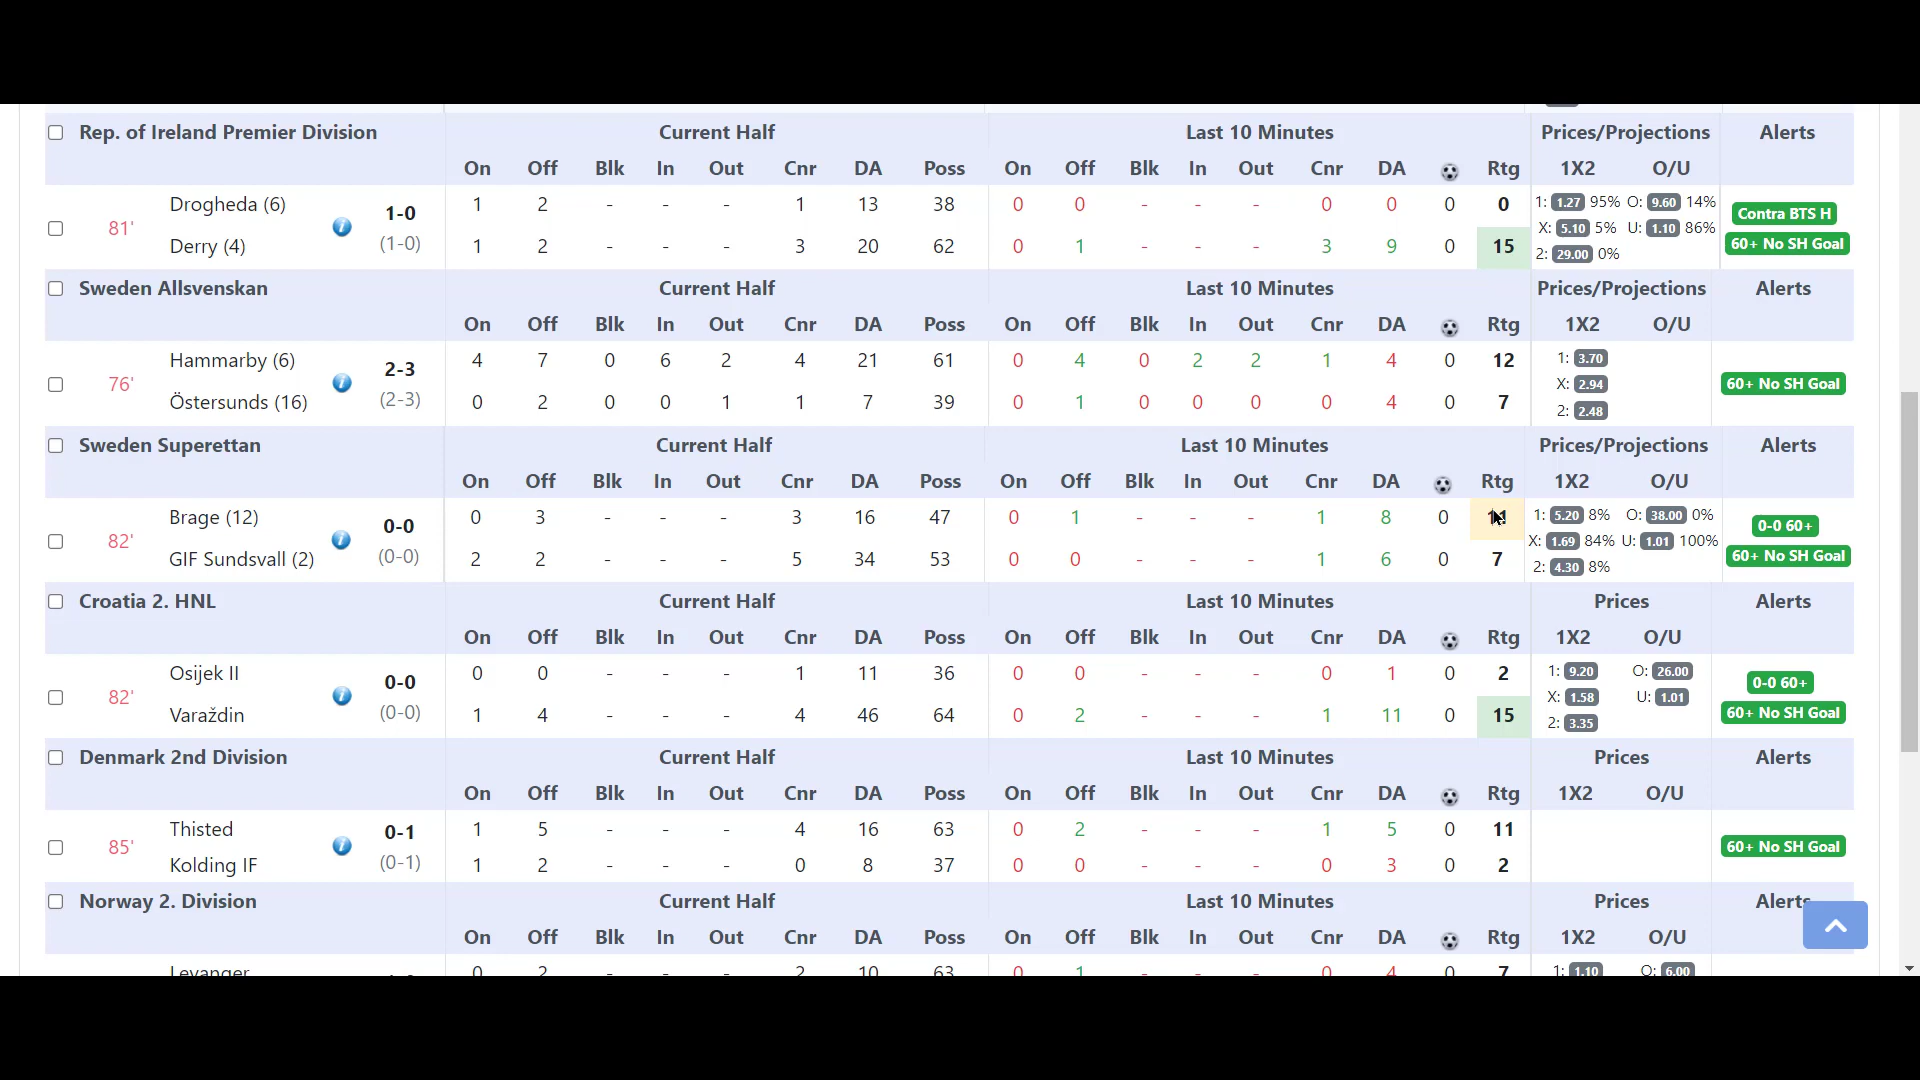 Rep. of Ireland Premier Division Current Half Last 10 Minutes Prices/Projections Alerts
On Off Blk In Out Cnr DA Poss On Off Blk In Out Cnr DA Rtg 1X2 O/U
81' Drogheda (6) 1-0 1 2 - - - 1 13 38 0 0 - - - 0 0 0 0 1: 1.27 95% O: 9.60 14% Contra BTS H
Derry (4) (1-0) 1 2 - - - 3 20 62 0 1 - - - 3 9 0 15 X: 5.10 5% U: 1.10 86% 60+ No SH Goal
2: 29.00 0%
Sweden Allsvenskan Current Half Last 10 Minutes Prices/Projections Alerts
On Off Blk In Out Cnr DA Poss On Off Blk In Out Cnr DA Rtg 1X2 O/U
76' Hammarby (6) 2-3 4 7 0 6 2 4 21 61 0 4 0 2 2 1 4 0 12 1: 3.70
X: 2.94 60+ No SH Goal
Östersunds (16) (2-3) 0 2 0 0 1 1 7 39 0 1 0 0 0 0 4 0 7 2: 2.48
Sweden Superettan Current Half Last 10 Minutes Prices/Projections Alerts
On Off Blk In Out Cnr DA Poss On Off Blk In Out Cnr DA Rtg 1X2 O/U
82' Brage (12) 0-0 0 3 - - - 3 16 47 0 1 - - - 1 8 0 1: 5.20 8% O: 38.00 0% 0-0 60+
GIF Sundsvall (2) (0-0) 2 2 - - - 5 34 53 0 0 - - - 1 6 0 7 X: 1.69 84% U: 1.01 100% 60+ No SH Goal
2: 4.30 8%
Croatia 2. HNL Current Half Last 10 Minutes Prices Alerts
On Off Blk In Out Cnr DA Poss On Off Blk In Out Cnr DA Rtg 1X2 O/U
82' Osijek II 0-0 0 0 - - - 1 11 36 0 0 - - - 0 1 0 2 1: 9.20 O: 26.00 0-0 60+
Varaždin (0-0) 1 4 - - - 4 46 64 0 2 - - - 1 11 0 15 X: 1.58 U: 1.01 60+ No SH Goal
2: 3.35
Denmark 2nd Division Current Half Last 10 Minutes Prices Alerts
On Off Blk In Out Cnr DA Poss On Off Blk In Out Cnr DA Rtg 1X2 O/U
85' Thisted 0-1 1 5 - - - 4 16 63 0 2 - - - 1 5 0 11 60+ No SH Goal
Kolding IF (0-1) 1 2 - - - 0 8 37 0 0 - - - 0 3 0 2
Norway 2. Division Current Half Last 10 Minutes Prices Alerts
On Off Blk In Out Cnr DA Poss On Off Blk In Out Cnr DA Rtg 1X2 O/U
Levanger 0 2 - - - 2 10 63 0 1 - - - 0 4 0 7 1: 1.10 O: 6.00